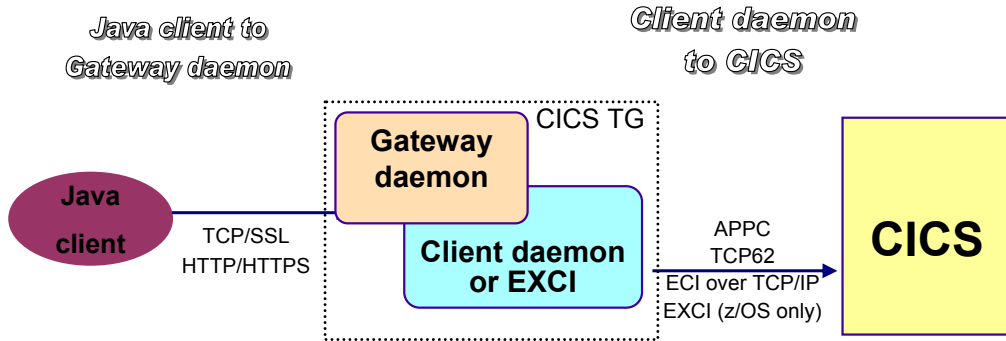 Java client to
Gateway daemon
Client daemon
to CICS
CICS TG
Gateway
daemon
Java
client
TCP/SSL
HTTP/HTTPS
Client daemon
or EXCI
APPC
TCP62
ECI over TCP/IP
EXCI (z/OS only)
CICS